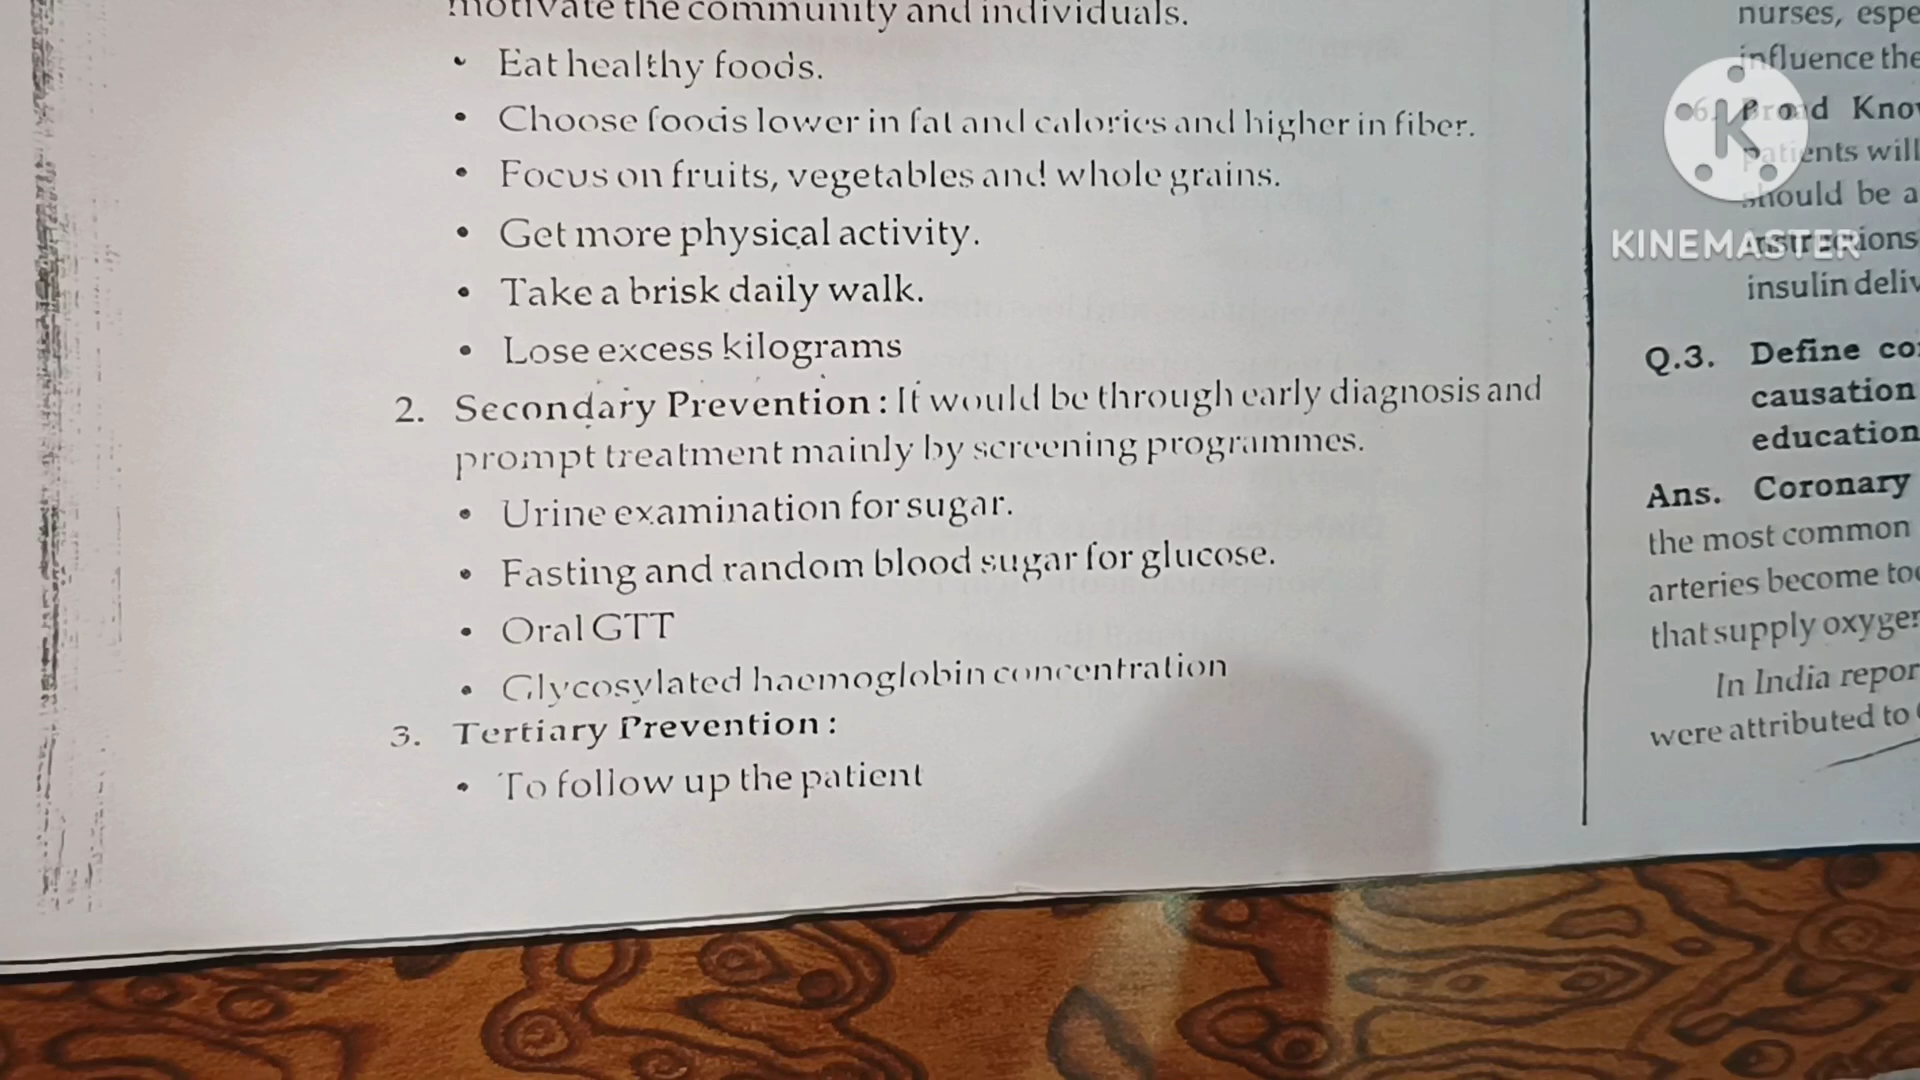 motivate the community and individuals.
• Eat healthy foods.
• Choose foods lower in fat and calories and higher in fiber.
• Focus on fruits, vegetables and whole grains.
• Get more physical activity.
• Take a brisk daily walk.
• Lose excess kilograms
2. Secondary Prevention : It would be through early diagnosis and
prompt treatment mainly by screening programmes.
• Urine examination for sugar.
• Fasting and random blood sugar for glucose.
• Oral GTT
• Glycosylated haemoglobin concentration
3. Tertiary Prevention :
• To follow up the patient
nurses, espe
influence the
6. Broad Know
patients will
should be a
instructions
insulin deliv
Q.3. Define co
causation
education
Ans. Coronary
the most common
arteries become too
that supply oxygen
In India repor
were attributed to
K
KINEMASTER